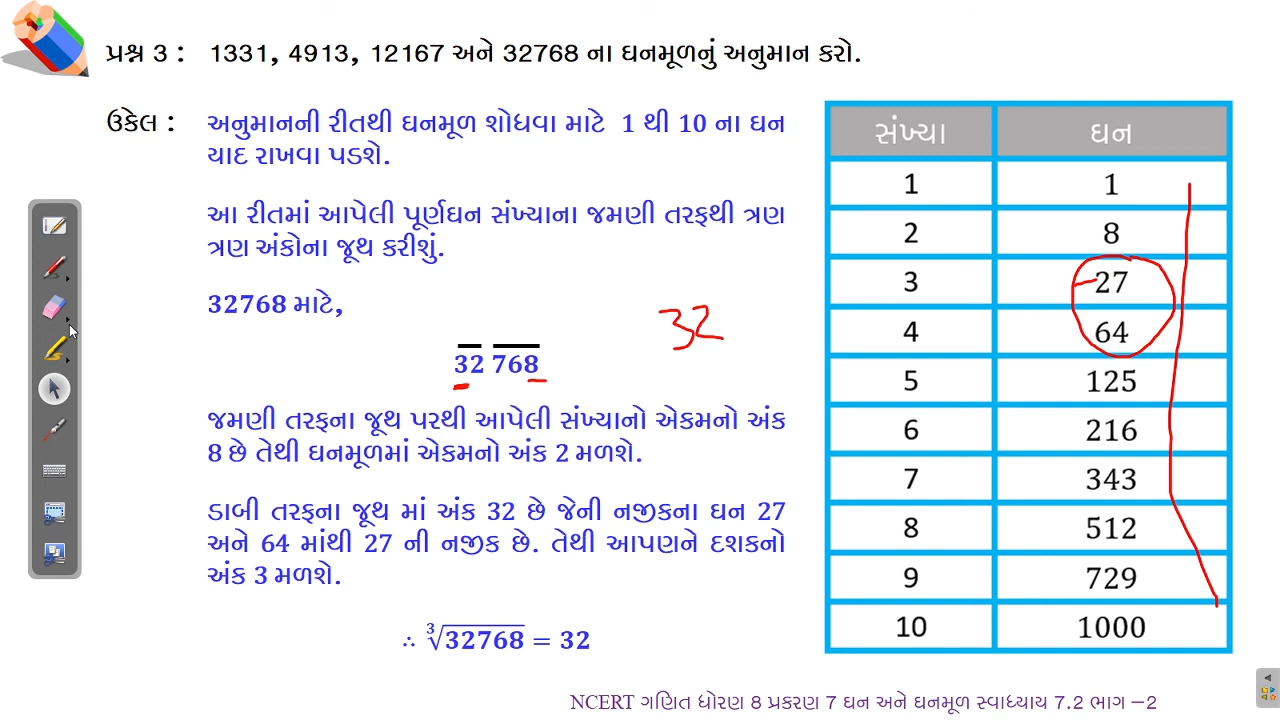 પ્રશ્ન 3 : 1331, 4913, 12167 અને 32768 ના ઘનમૂળનું અનુમાન કરો.
ઉકેલ : અનુમાનની રીતથી ઘનમૂળ શોધવા માટે 1 થી 10 ના ઘન
યાદ રાખવા પડશે.
આ રીતમાં આપેલી પૂર્ણઘન સંખ્યાના જમણી તરફથી ત્રણ
ત્રણ અંકોના જૂથ કરીશું.
32768 માટે,
32
32 768
જમણી તરફના જૂથ પરથી આપેલી સંખ્યાનો એકમનો અંક
8 છે તેથી ઘનમૂળમાં એકમનો અંક 2 મળશે.
ડાબી તરફના જૂથ માં અંક 32 છે જેની નજીકના ઘન 27
અને 64 માંથી 27 ની નજીક છે. તેથી આપણને દશકનો
અંક 3 મળશે.
∴ ∛32768 = 32
સંખ્યા ઘન
1 1
2 8
3 27
4 64
5 125
6 216
7 343
8 512
9 729
10 1000
NCERT ગણિત ધોરણ 8 પ્રકરણ 7 ઘન અને ઘનમૂળ સ્વાધ્યાય 7.2 ભાગ –2